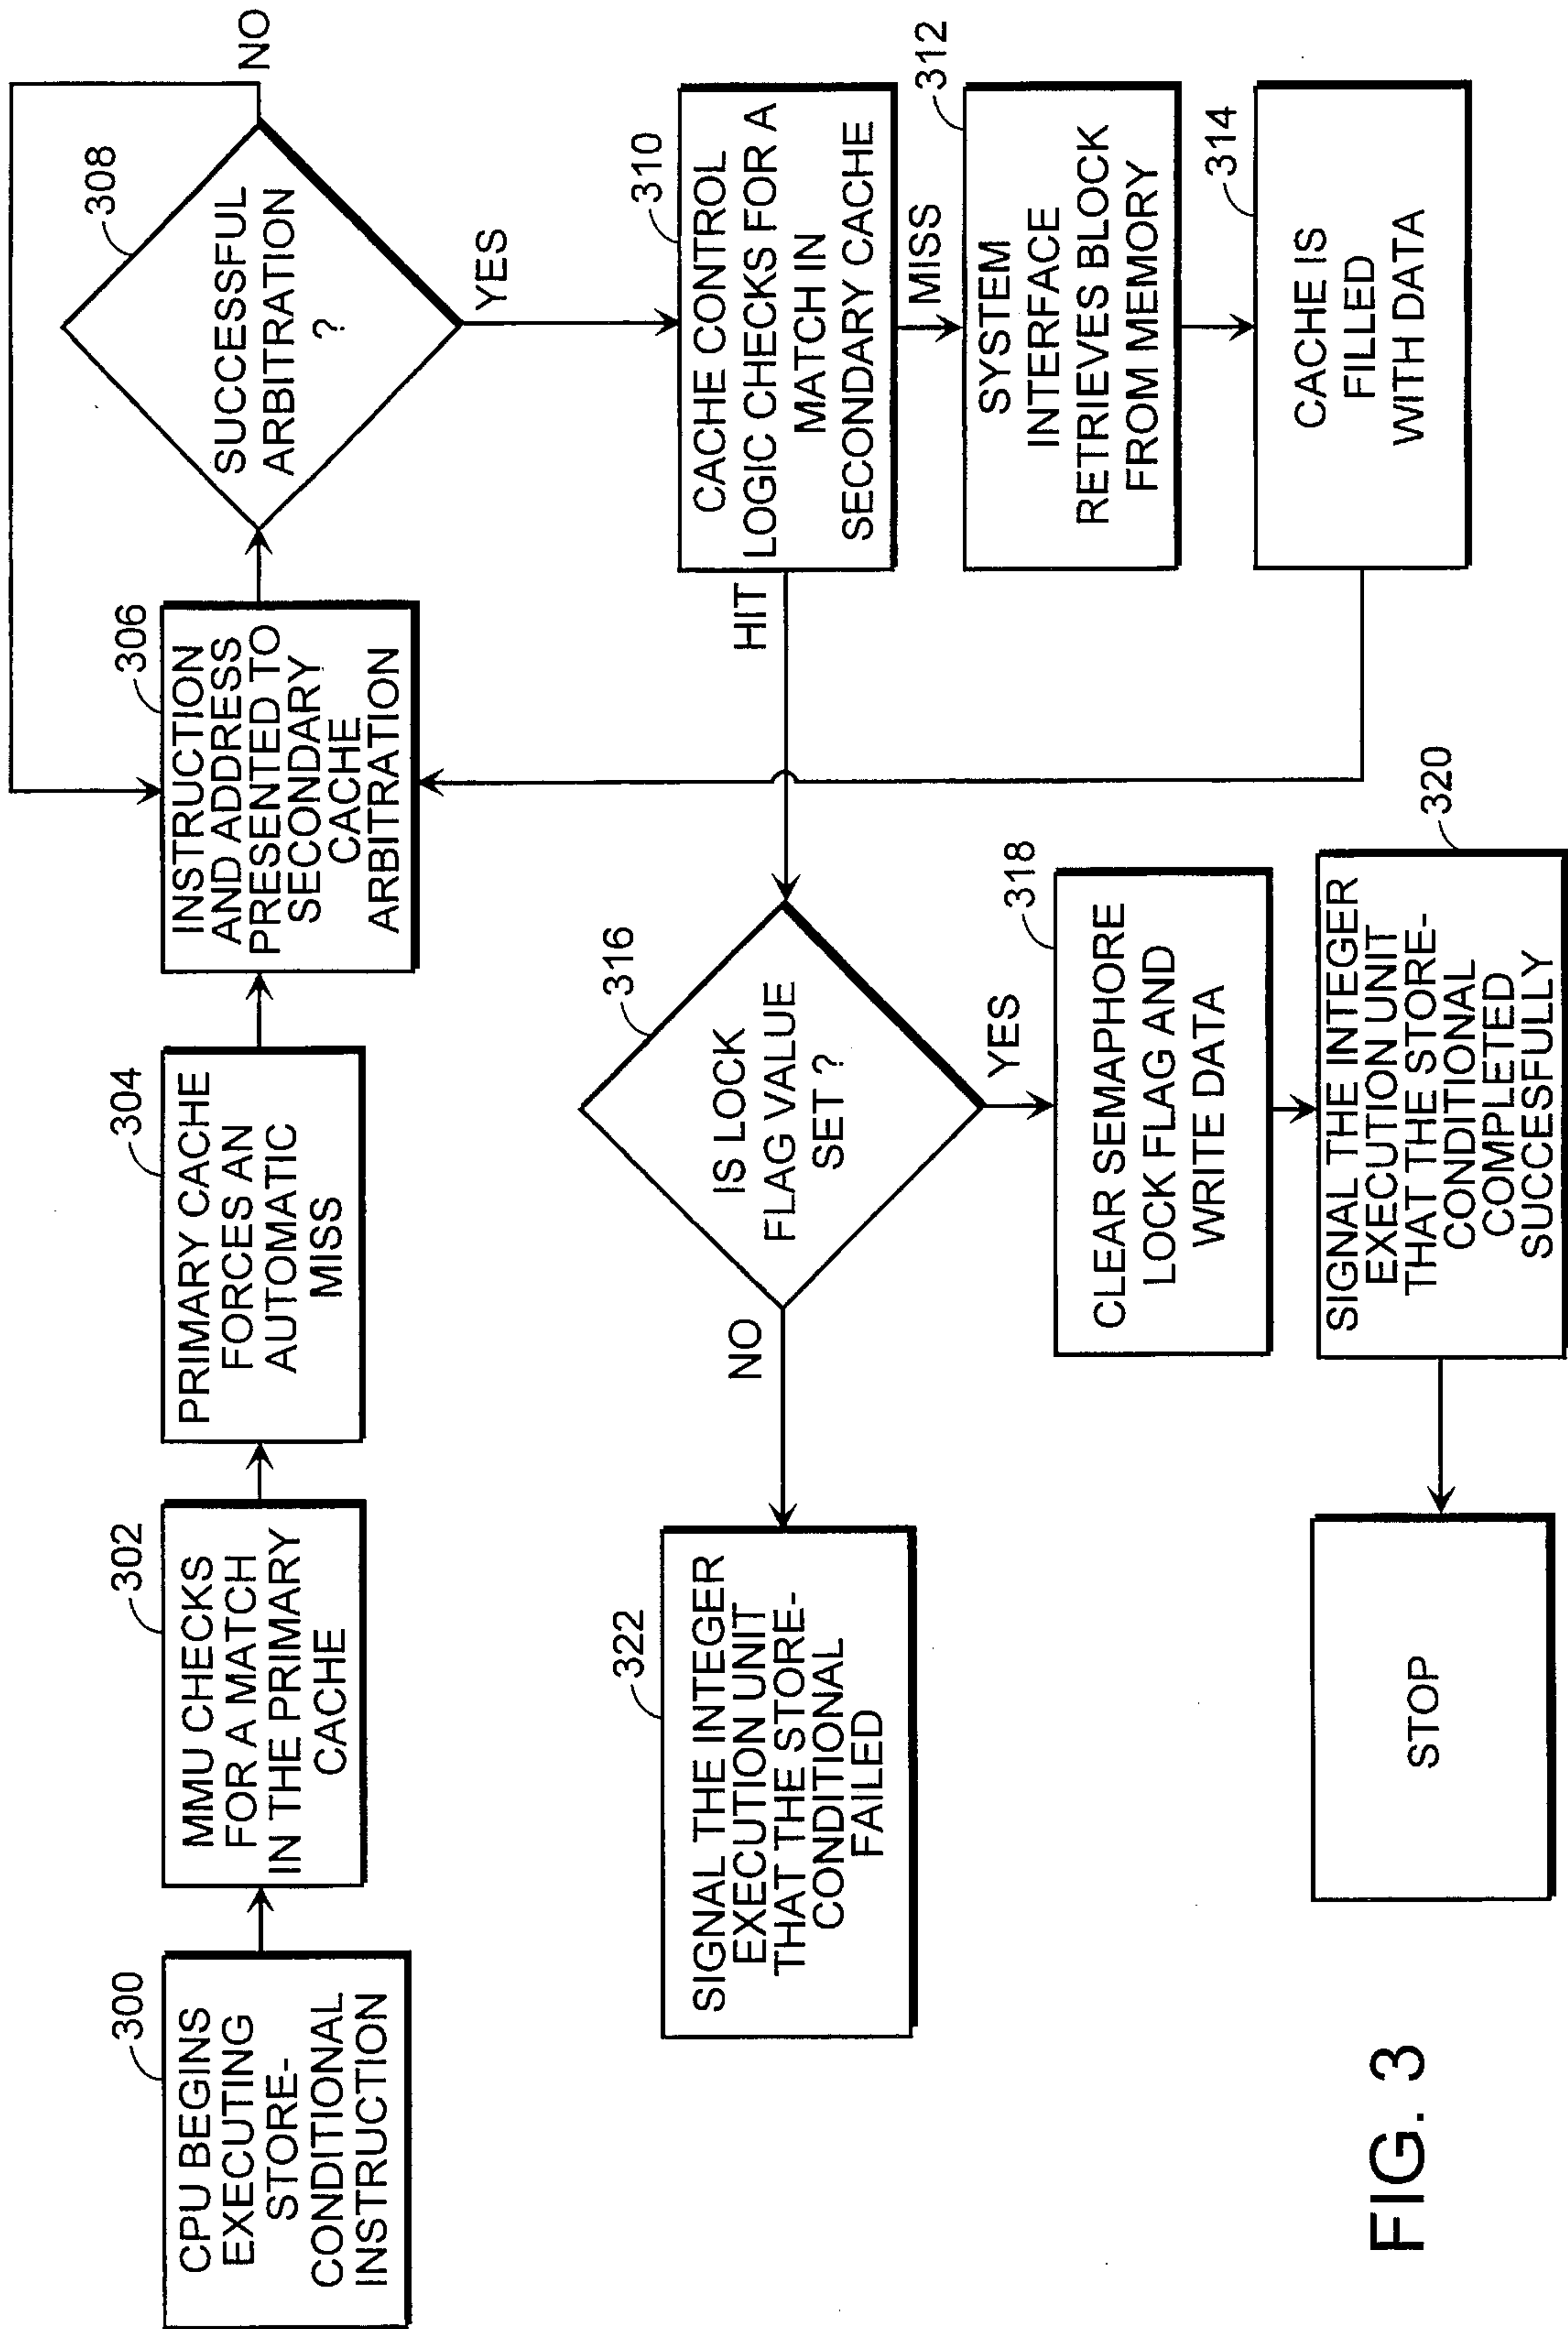 300
CPU BEGINS
EXECUTING
STORE-
CONDITIONAL
INSTRUCTION
302
MMU CHECKS
FOR A MATCH
IN THE PRIMARY
CACHE
304
PRIMARY CACHE
FORCES AN
AUTOMATIC
MISS
306
INSTRUCTION
AND ADDRESS
PRESENTED TO
SECONDARY
CACHE
ARBITRATION
308
SUCCESSFUL
ARBITRATION
?
NO
YES
310
CACHE CONTROL
LOGIC CHECKS FOR A
MATCH IN
SECONDARY CACHE
HIT
MISS
312
SYSTEM
INTERFACE
RETRIEVES BLOCK
FROM MEMORY
314
CACHE IS
FILLED
WITH DATA
316
IS LOCK
FLAG VALUE
SET ?
NO
YES
318
CLEAR SEMAPHORE
LOCK FLAG AND
WRITE DATA
320
SIGNAL THE INTEGER
EXECUTION UNIT
THAT THE STORE-
CONDITIONAL
COMPLETED
SUCCESFULLY
322
SIGNAL THE INTEGER
EXECUTION UNIT
THAT THE STORE-
CONDITIONAL
FAILED
STOP
FIG. 3